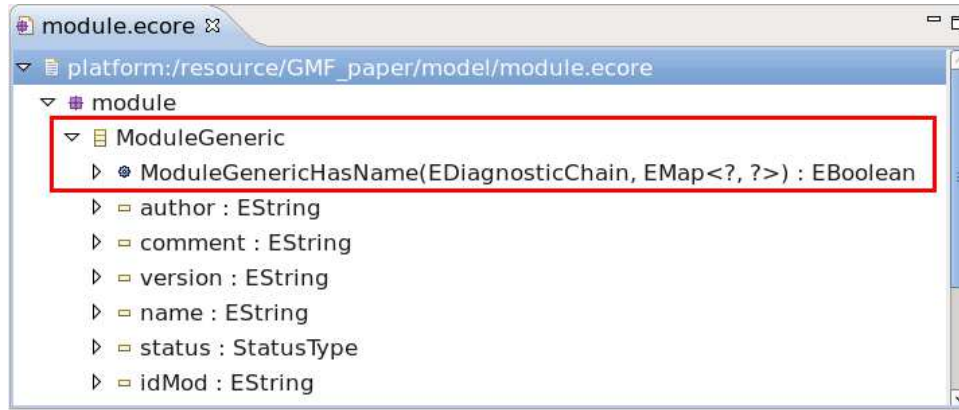 module.ecore
platform:/resource/GMF_paper/model/module.ecore
module
ModuleGeneric
ModuleGenericHasName(EDiagnosticChain, EMap<?, ?>) : EBoolean
author : EString
comment : EString
version : EString
name : EString
status : StatusType
idMod : EString